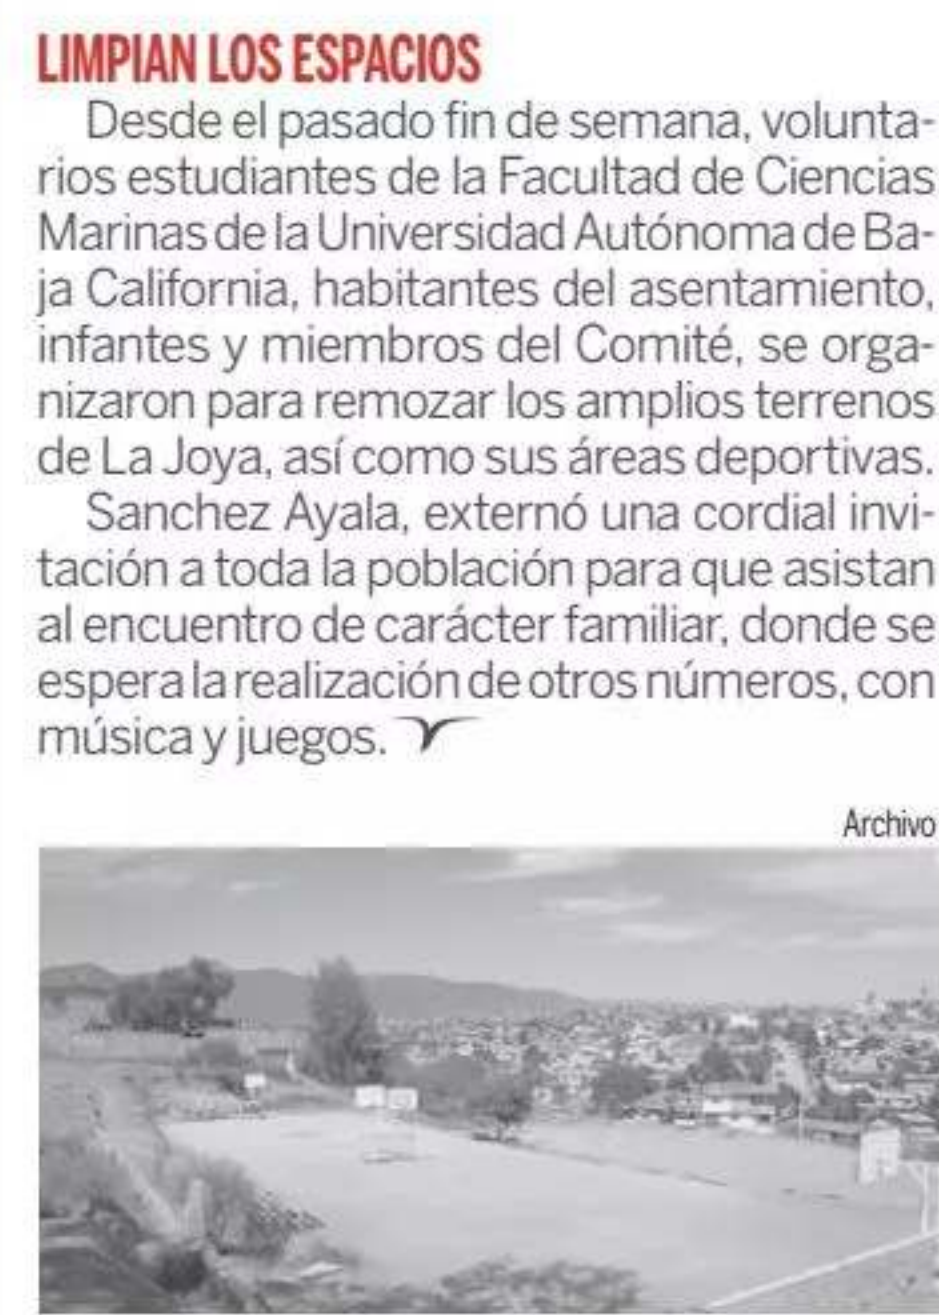 LIMPIAN LOS ESPACIOS
Desde el pasado fin de semana, volunta-
rios estudiantes de la Facultad de Ciencias
Marinas de la Universidad Autónoma de Ba-
ja California, habitantes del asentamiento,
infantes y miembros del Comité, se orga-
nizaron para remozar los amplios terrenos
de La Joya, así como sus áreas deportivas.
Sanchez Ayala, externó una cordial invi-
tación a toda la población para que asistan
al encuentro de carácter familiar, donde se
espera la realización de otros números, con
música y juegos.
Archivo